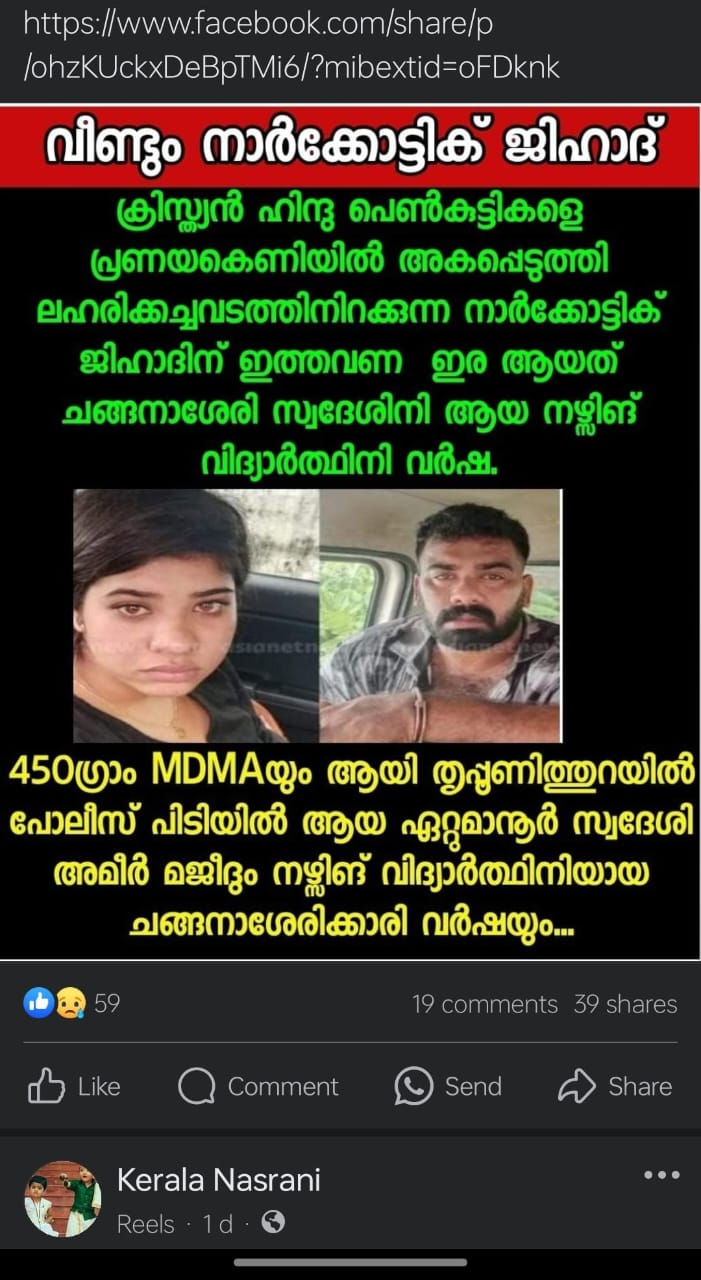 https://www.facebook.com/share/p
/ohzKUckxDeBpTMi6/?mibextid=oFDknk
വീണ്ടും നാർക്കോട്ടിക് ജിഹാദ്
ക്രിസ്ത്യൻ ഹിന്ദു പെൺകുട്ടികളെ
പ്രണയകെണിയിൽ അകപ്പെടുത്തി
ലഹരിക്കച്ചവടത്തിനിറക്കുന്ന നാർക്കോട്ടിക്
ജിഹാദിന് ഇത്തവണ ഇര ആയത്
ചങ്ങനാശേരി സ്വദേശിനി ആയ നഴ്സിങ്
വിദ്യാർത്ഥിനി വർഷ.
450ഗ്രാം MDMAയും ആയി തൃപ്പൂണിത്തുറയിൽ
പോലീസ് പിടിയിൽ ആയ ഏറ്റുമാനൂർ സ്വദേശി
അമീർ മജീദും നഴ്സിങ് വിദ്യാർത്ഥിനിയായ
ചങ്ങനാശേരിക്കാരി വർഷയും...
59
19 comments 39 shares
Like Comment Send Share
Kerala Nasrani
Reels · 1 d ·